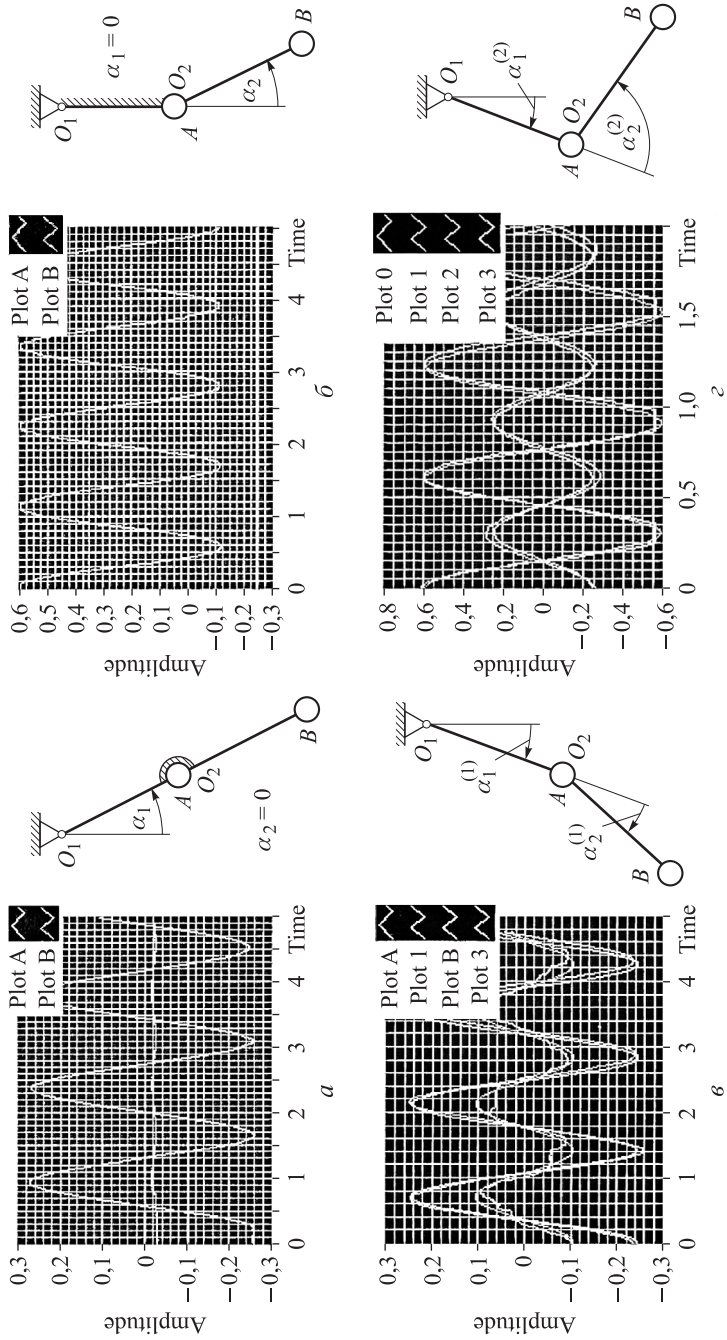 Amplitude
0,3
0,2
0,1
0
−0,1
−0,2
−0,3
0 1 2 3 4 Time
Plot A
Plot B
O1
α1
A
O2
B
α2 = 0
а
Amplitude
0,6
0,5
0,4
0,3
0,2
0,1
0
−0,1
−0,2
−0,3
0 1 2 3 4 Time
Plot A
Plot B
O1
α1 = 0
O2
A
α2
B
б
Amplitude
0,3
0,2
0,1
0
−0,1
−0,2
−0,3
0 1 2 3 4 Time
Plot A
Plot 1
Plot B
Plot 3
O1
α1(1)
O2
A
α2(1)
B
в
Amplitude
0,8
0,6
0,4
0,2
0
−0,2
−0,4
−0,6
0 0,5 1,0 1,5 Time
Plot 0
Plot 1
Plot 2
Plot 3
O1
α1(2)
O2
A
α2(2)
B
г